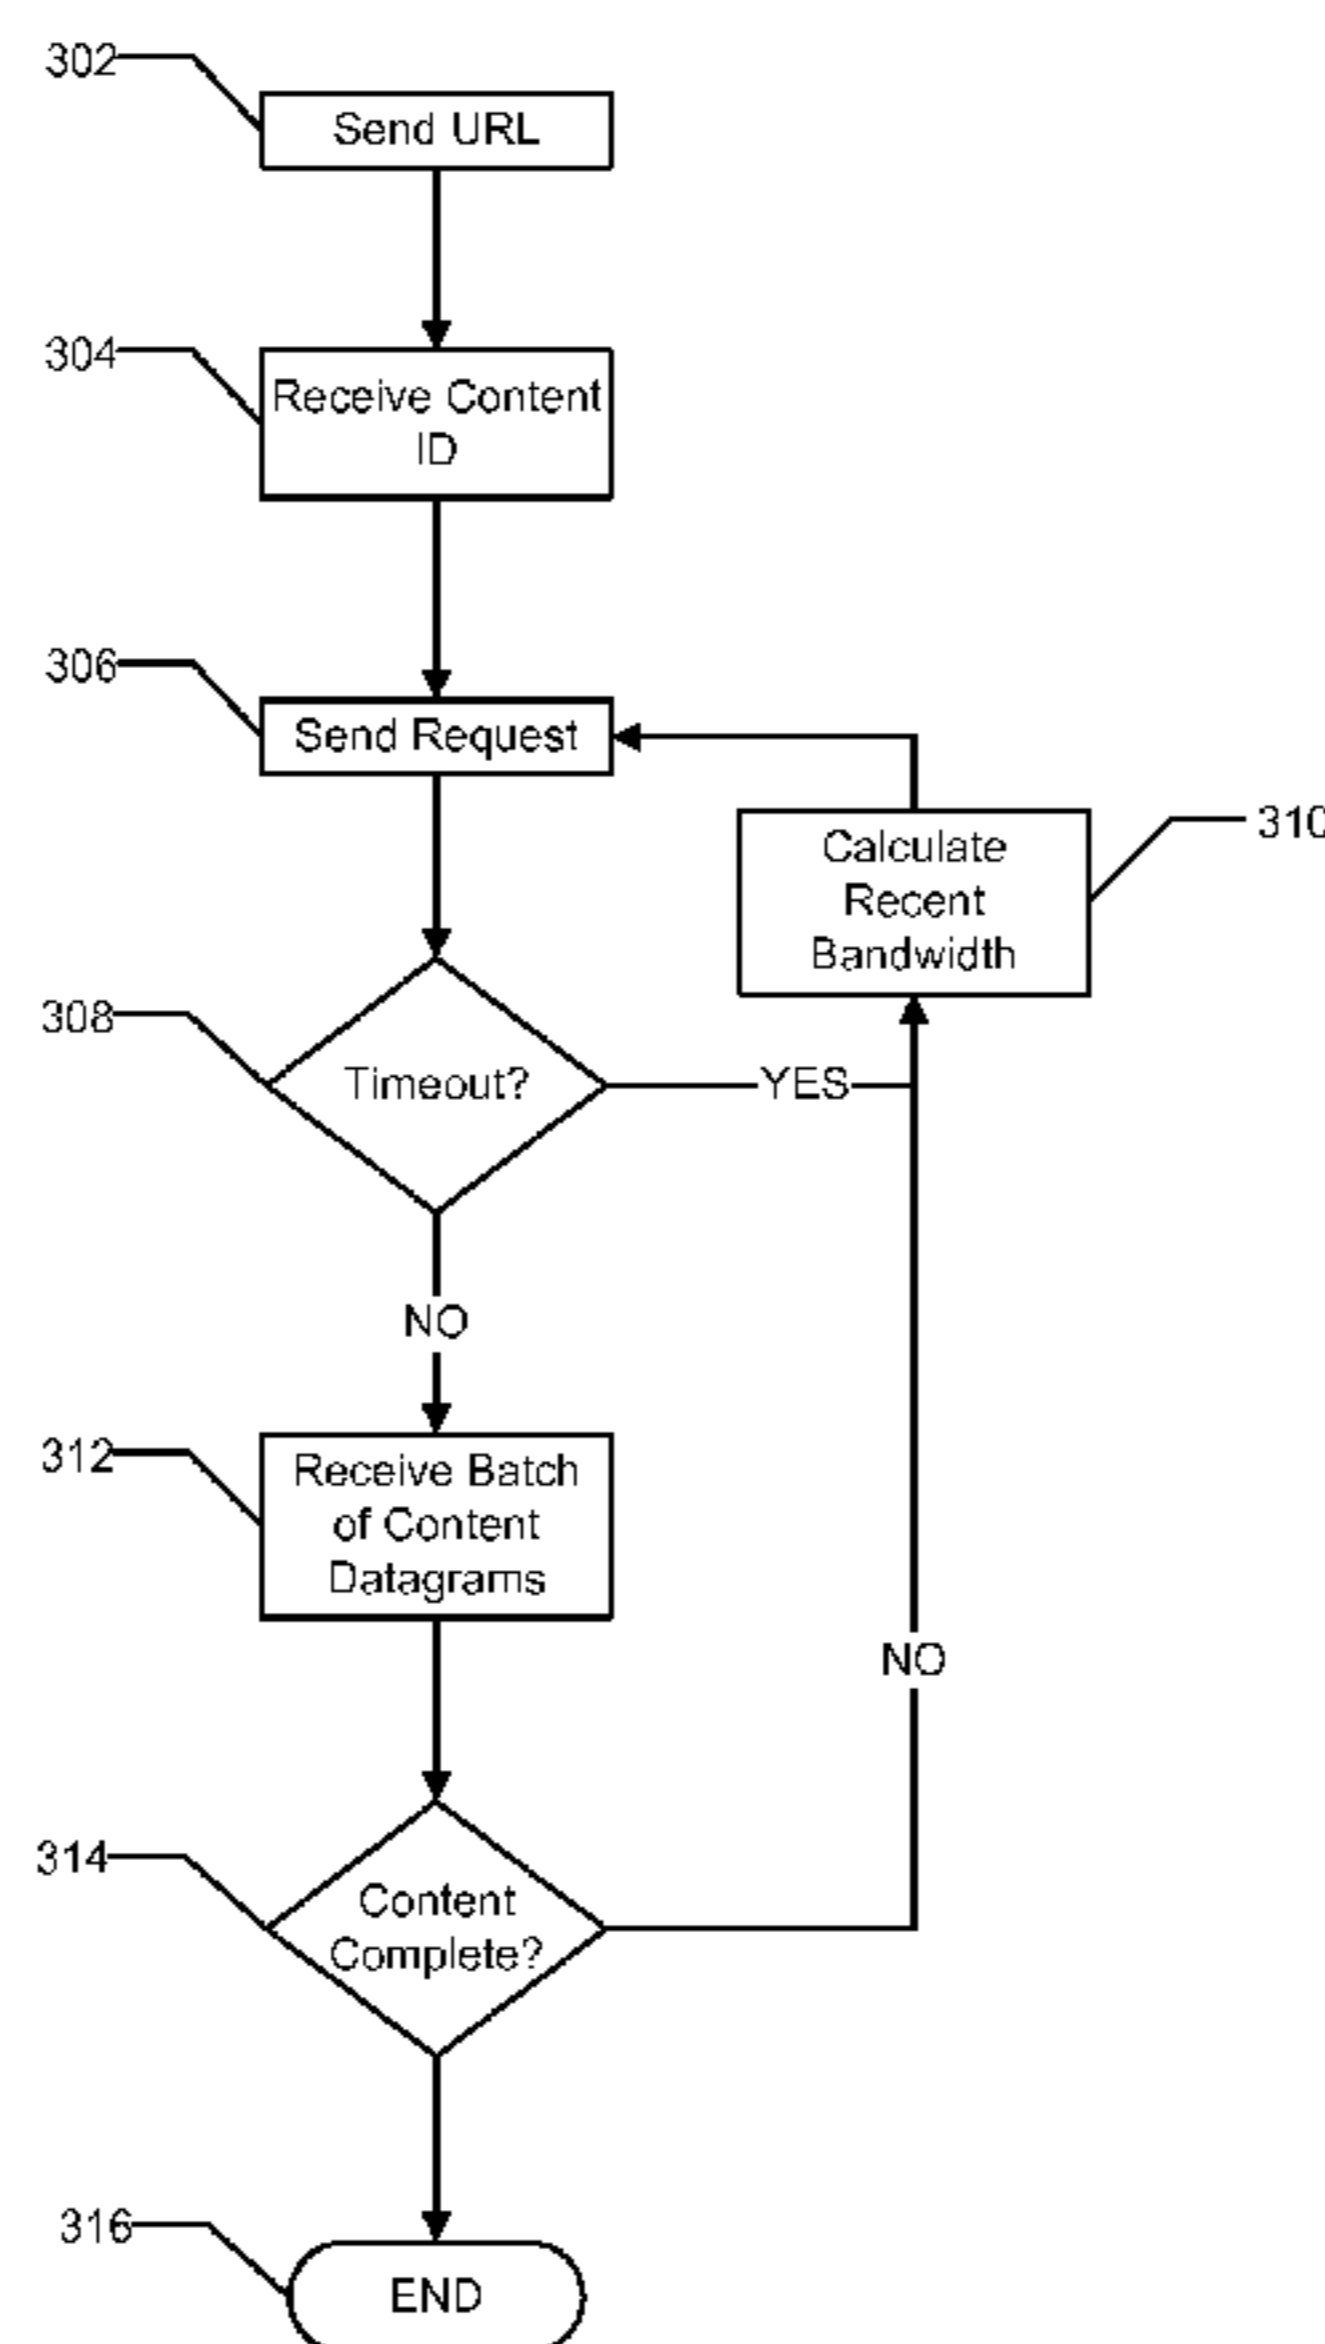 302
Send URL
304
Receive Content
ID
306
Send Request
310
Calculate
Recent
Bandwidth
308
Timeout?
YES
NO
312
Receive Batch
of Content
Datagrams
NO
314
Content
Complete?
316
END